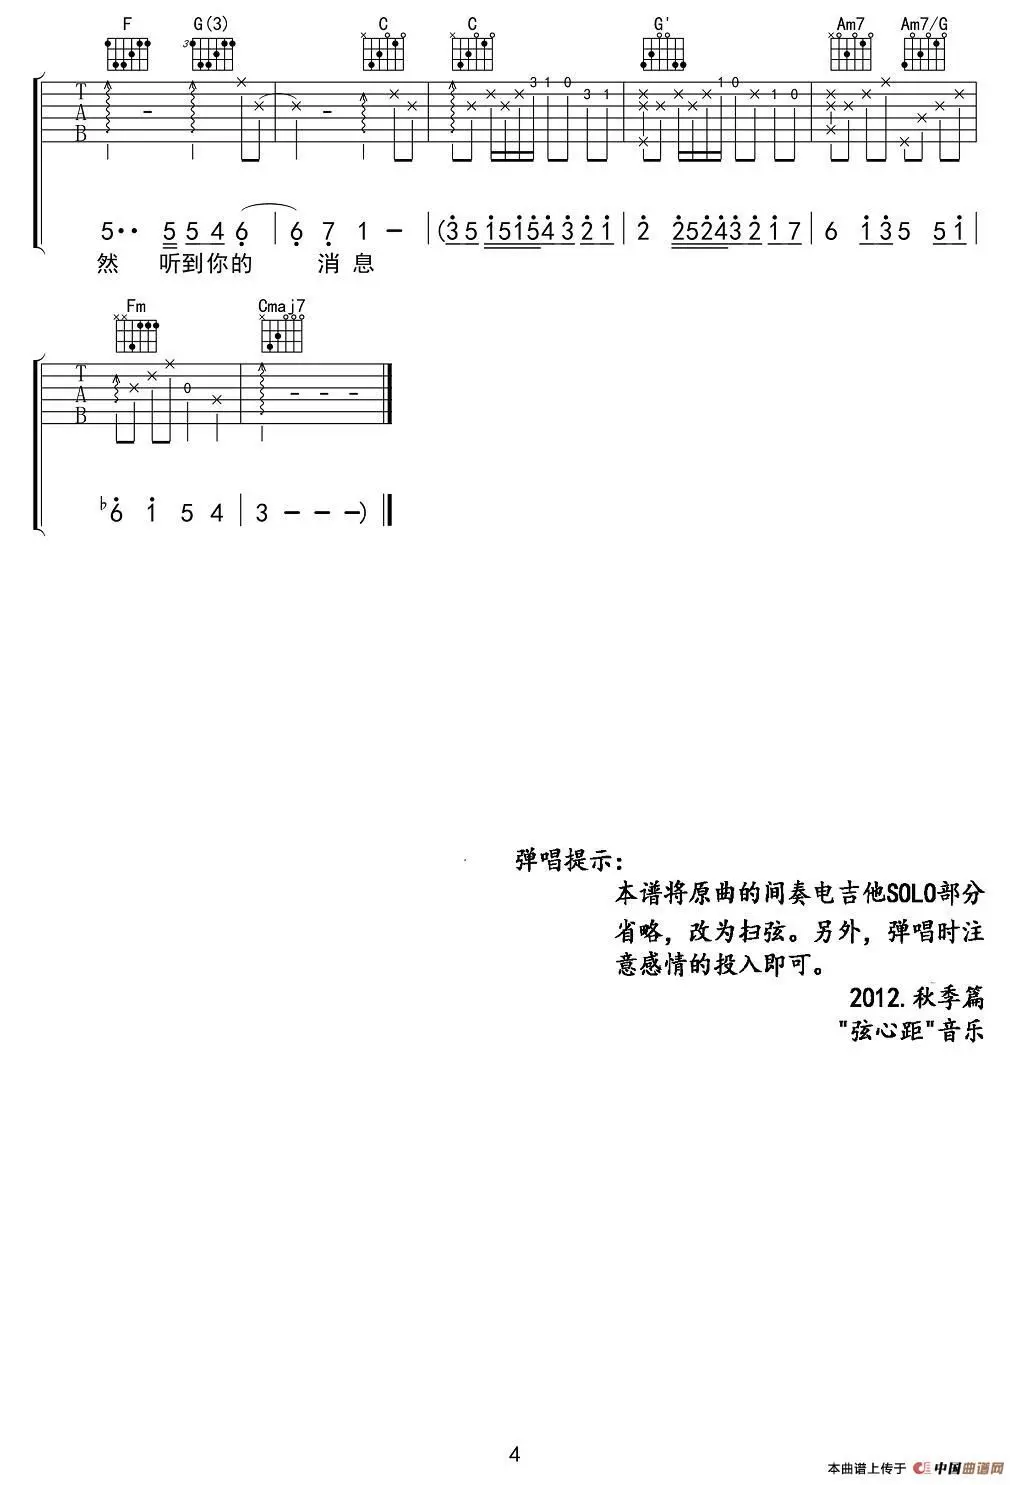 F G(3) C C G' Am7 Am7/G
3
T
A
B
3 1 0 3 1 1 0 1 0
5·· 5 5 4 6 | 6 7 1 – | (3 5 1 5 1 5 4 3 2 1 | 2 2 5 2 4 3 2 1 7 | 6 1 3 5 5 1 |
然 听到你的 消 息
Fm Cmaj7
T
A
B
0
♭6 1 5 4 | 3 – – – )
弹唱提示：
本谱将原曲的间奏电吉他SOLO部分
省略，改为扫弦。另外，弹唱时注
意感情的投入即可。
2012.秋季篇
"弦心距"音乐
4
本曲谱上传于 中国曲谱网